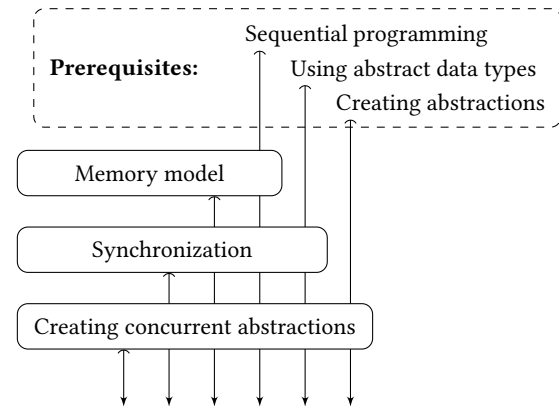 Sequential programming
Prerequisites: Using abstract data types
Creating abstractions
Memory model
Synchronization
Creating concurrent abstractions